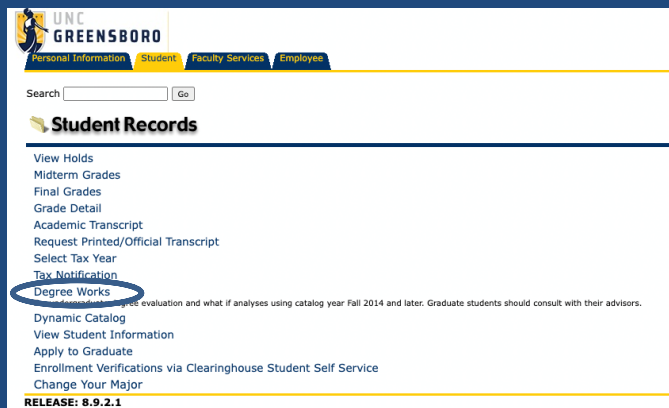 UNC
GREENSBORO
Personal Information Student Faculty Services Employee
Search Go
Student Records
View Holds
Midterm Grades
Final Grades
Grade Detail
Academic Transcript
Request Printed/Official Transcript
Select Tax Year
Tax Notification
Degree Works
evaluation and what if analyses using catalog year Fall 2014 and later. Graduate students should consult with their advisors.
Dynamic Catalog
View Student Information
Apply to Graduate
Enrollment Verifications via Clearinghouse Student Self Service
Change Your Major
RELEASE: 8.9.2.1